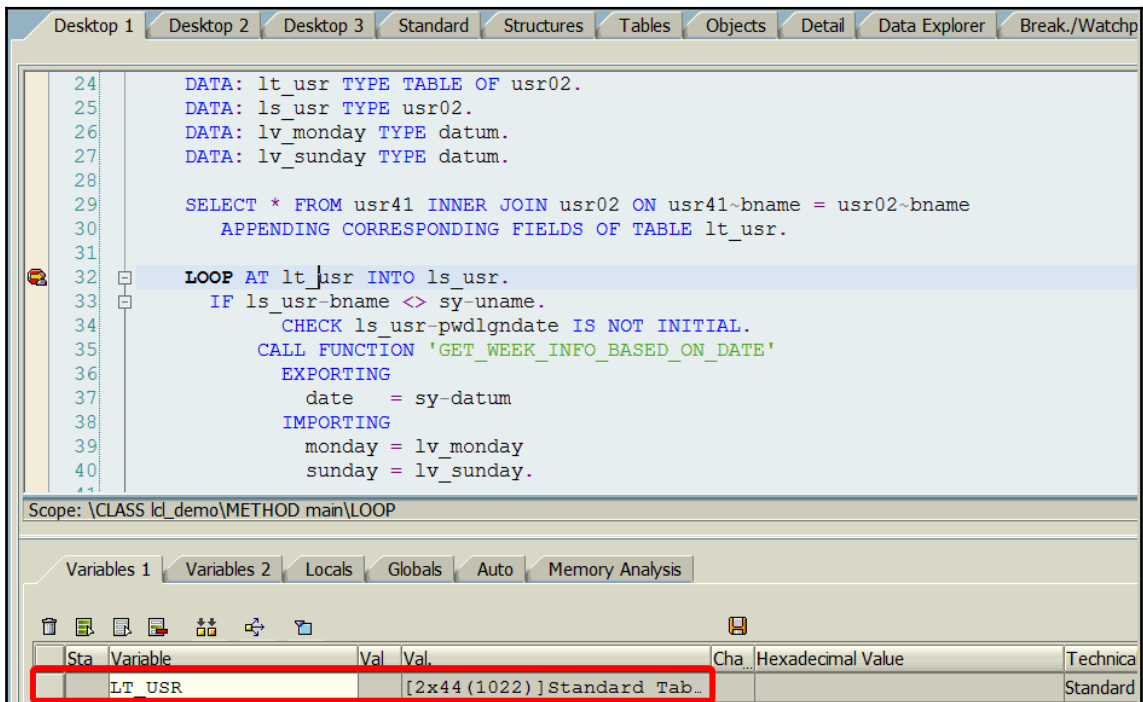 Desktop 1 Desktop 2 Desktop 3 Standard Structures Tables Objects Detail Data Explorer Break./Watchp
24 DATA: lt_usr TYPE TABLE OF usr02.
25 DATA: ls_usr TYPE usr02.
26 DATA: lv_monday TYPE datum.
27 DATA: lv_sunday TYPE datum.
28
29 SELECT * FROM usr41 INNER JOIN usr02 ON usr41~bname = usr02~bname
30 APPENDING CORRESPONDING FIELDS OF TABLE lt_usr.
31
32 LOOP AT lt_usr INTO ls_usr.
33 IF ls_usr-bname <> sy-uname.
34 CHECK ls_usr-pwdlgndate IS NOT INITIAL.
35 CALL FUNCTION 'GET_WEEK_INFO_BASED_ON_DATE'
36 EXPORTING
37 date = sy-datum
38 IMPORTING
39 monday = lv_monday
40 sunday = lv_sunday.
Scope: \CLASS lcl_demo\METHOD main\LOOP
Variables 1 Variables 2 Locals Globals Auto Memory Analysis
Sta Variable Val Val. Cha… Hexadecimal Value Technical
LT_USR [2x44(1022)]Standard Tab… Standard